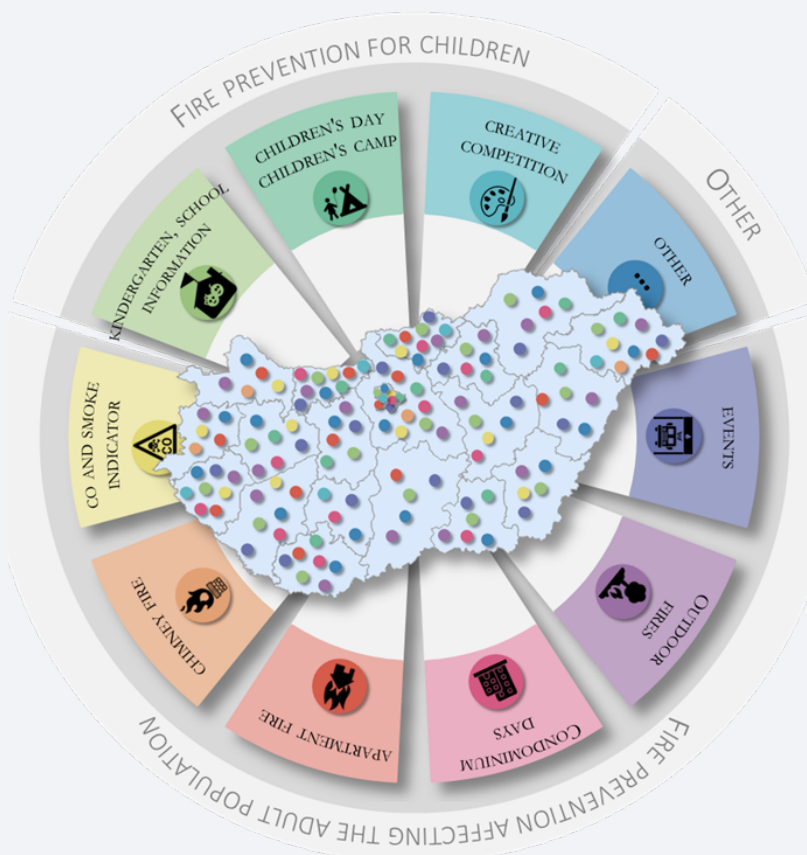 FIRE PREVENTION FOR CHILDREN
OTHER
FIRE PREVENTION AFFECTING THE ADULT POPULATION
KINDERGARTEN, SCHOOL
INFORMATION
CHILDREN'S DAY
CHILDREN'S CAMP
CREATIVE
COMPETITION
OTHER
EVENTS
OUTDOOR
FIRES
CONDOMINIUM
DAYS
APARTMENT FIRE
CHIMNEY FIRE
CO AND SMOKE
INDICATOR
CO